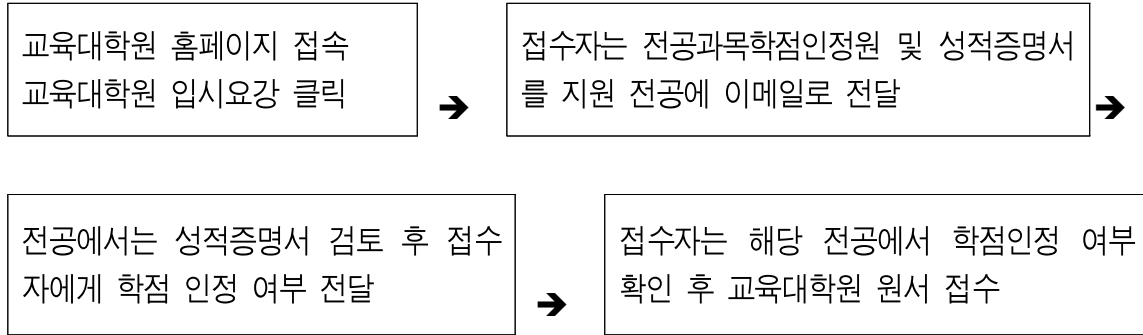 교육대학원 홈페이지 접속
교육대학원 입시요강 클릭
➔
접수자는 전공과목학점인정원 및 성적증명서
를 지원 전공에 이메일로 전달
➔
전공에서는 성적증명서 검토 후 접수
자에게 학점 인정 여부 전달
➔
접수자는 해당 전공에서 학점인정 여부
확인 후 교육대학원 원서 접수